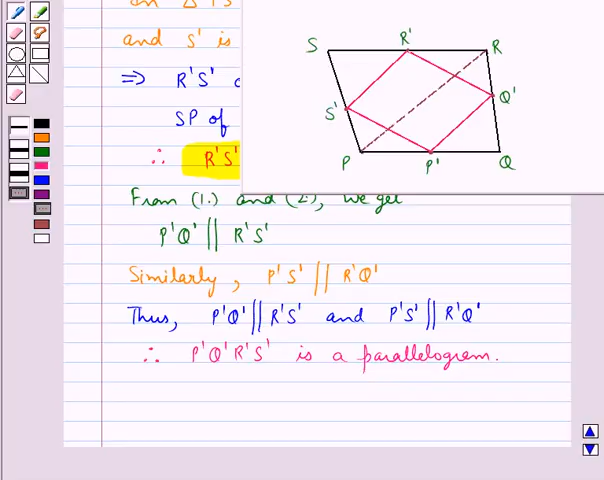 and S' is
⇒ R'S'
SP of
∴ R'S'
S R' R
S' Q'
P P' Q
From (1.) and (2.), we get
P'Q' || R'S'
Similarly, P'S' || R'Q'
Thus, P'Q' || R'S' and P'S' || R'Q'
∴ P'Q'R'S' is a parallelogram.